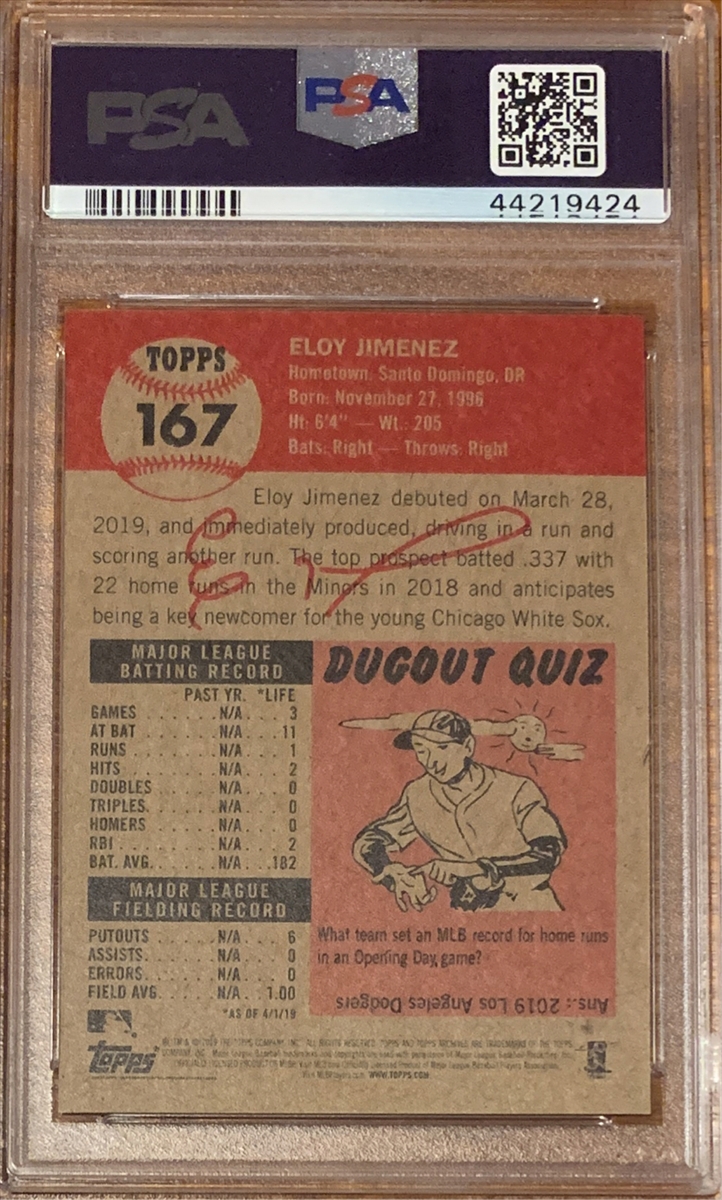 PSA
PSA
44219424
TOPPS
167
ELOY JIMENEZ
Hometown: Santo Domingo, DR
Born: November 27, 1996
Ht: 6'4" — Wt.: 205
Bats: Right — Throws: Right
Eloy Jimenez debuted on March 28,
2019, and immediately produced, driving in a run and
scoring another run. The top prospect batted .337 with
22 home runs in the Minors in 2018 and anticipates
being a key newcomer for the young Chicago White Sox.
MAJOR LEAGUE
BATTING RECORD
PAST YR. *LIFE
GAMES . . . . . . N/A . . . 3
AT BAT . . . . . . N/A . . . 11
RUNS . . . . . . N/A . . . 1
HITS . . . . . . N/A . . . 2
DOUBLES . . . . . N/A . . . 0
TRIPLES . . . . . . N/A . . . 0
HOMERS . . . . . N/A . . . 0
RBI . . . . . . N/A . . . 2
BAT. AVG. . . . . . N/A . . .182
MAJOR LEAGUE
FIELDING RECORD
PUTOUTS . . . . . N/A . . . 6
ASSISTS . . . . . . N/A . . . 0
ERRORS . . . . . . N/A . . . 0
FIELD AVG. . . . . . N/A . . 1.00
*AS OF 4/1/19
DUGOUT QUIZ
What team set an MLB record for home runs
in an Opening Day game?
Ans.: 2019 Los Angeles Dodgers
Topps
WWW.TOPPS.COM